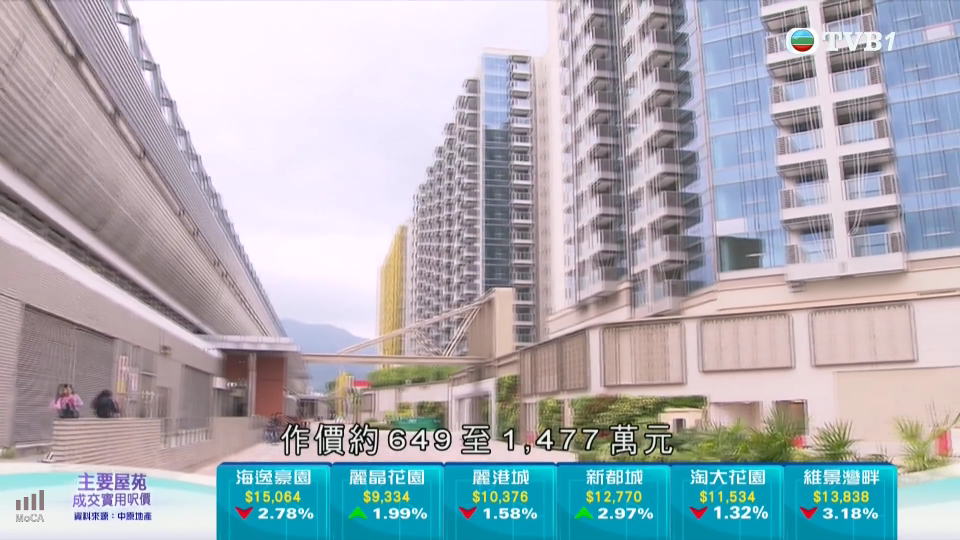 TVB1
作價約649至1,477萬元
主要屋苑
成交實用呎價
資料來源：中原地產
海逸豪園
$15,064
2.78%
麗晶花園
$9,334
1.99%
麗港城
$10,376
1.58%
新都城
$12,770
2.97%
淘大花園
$11,534
1.32%
維景灣畔
$13,838
3.18%
MoCA